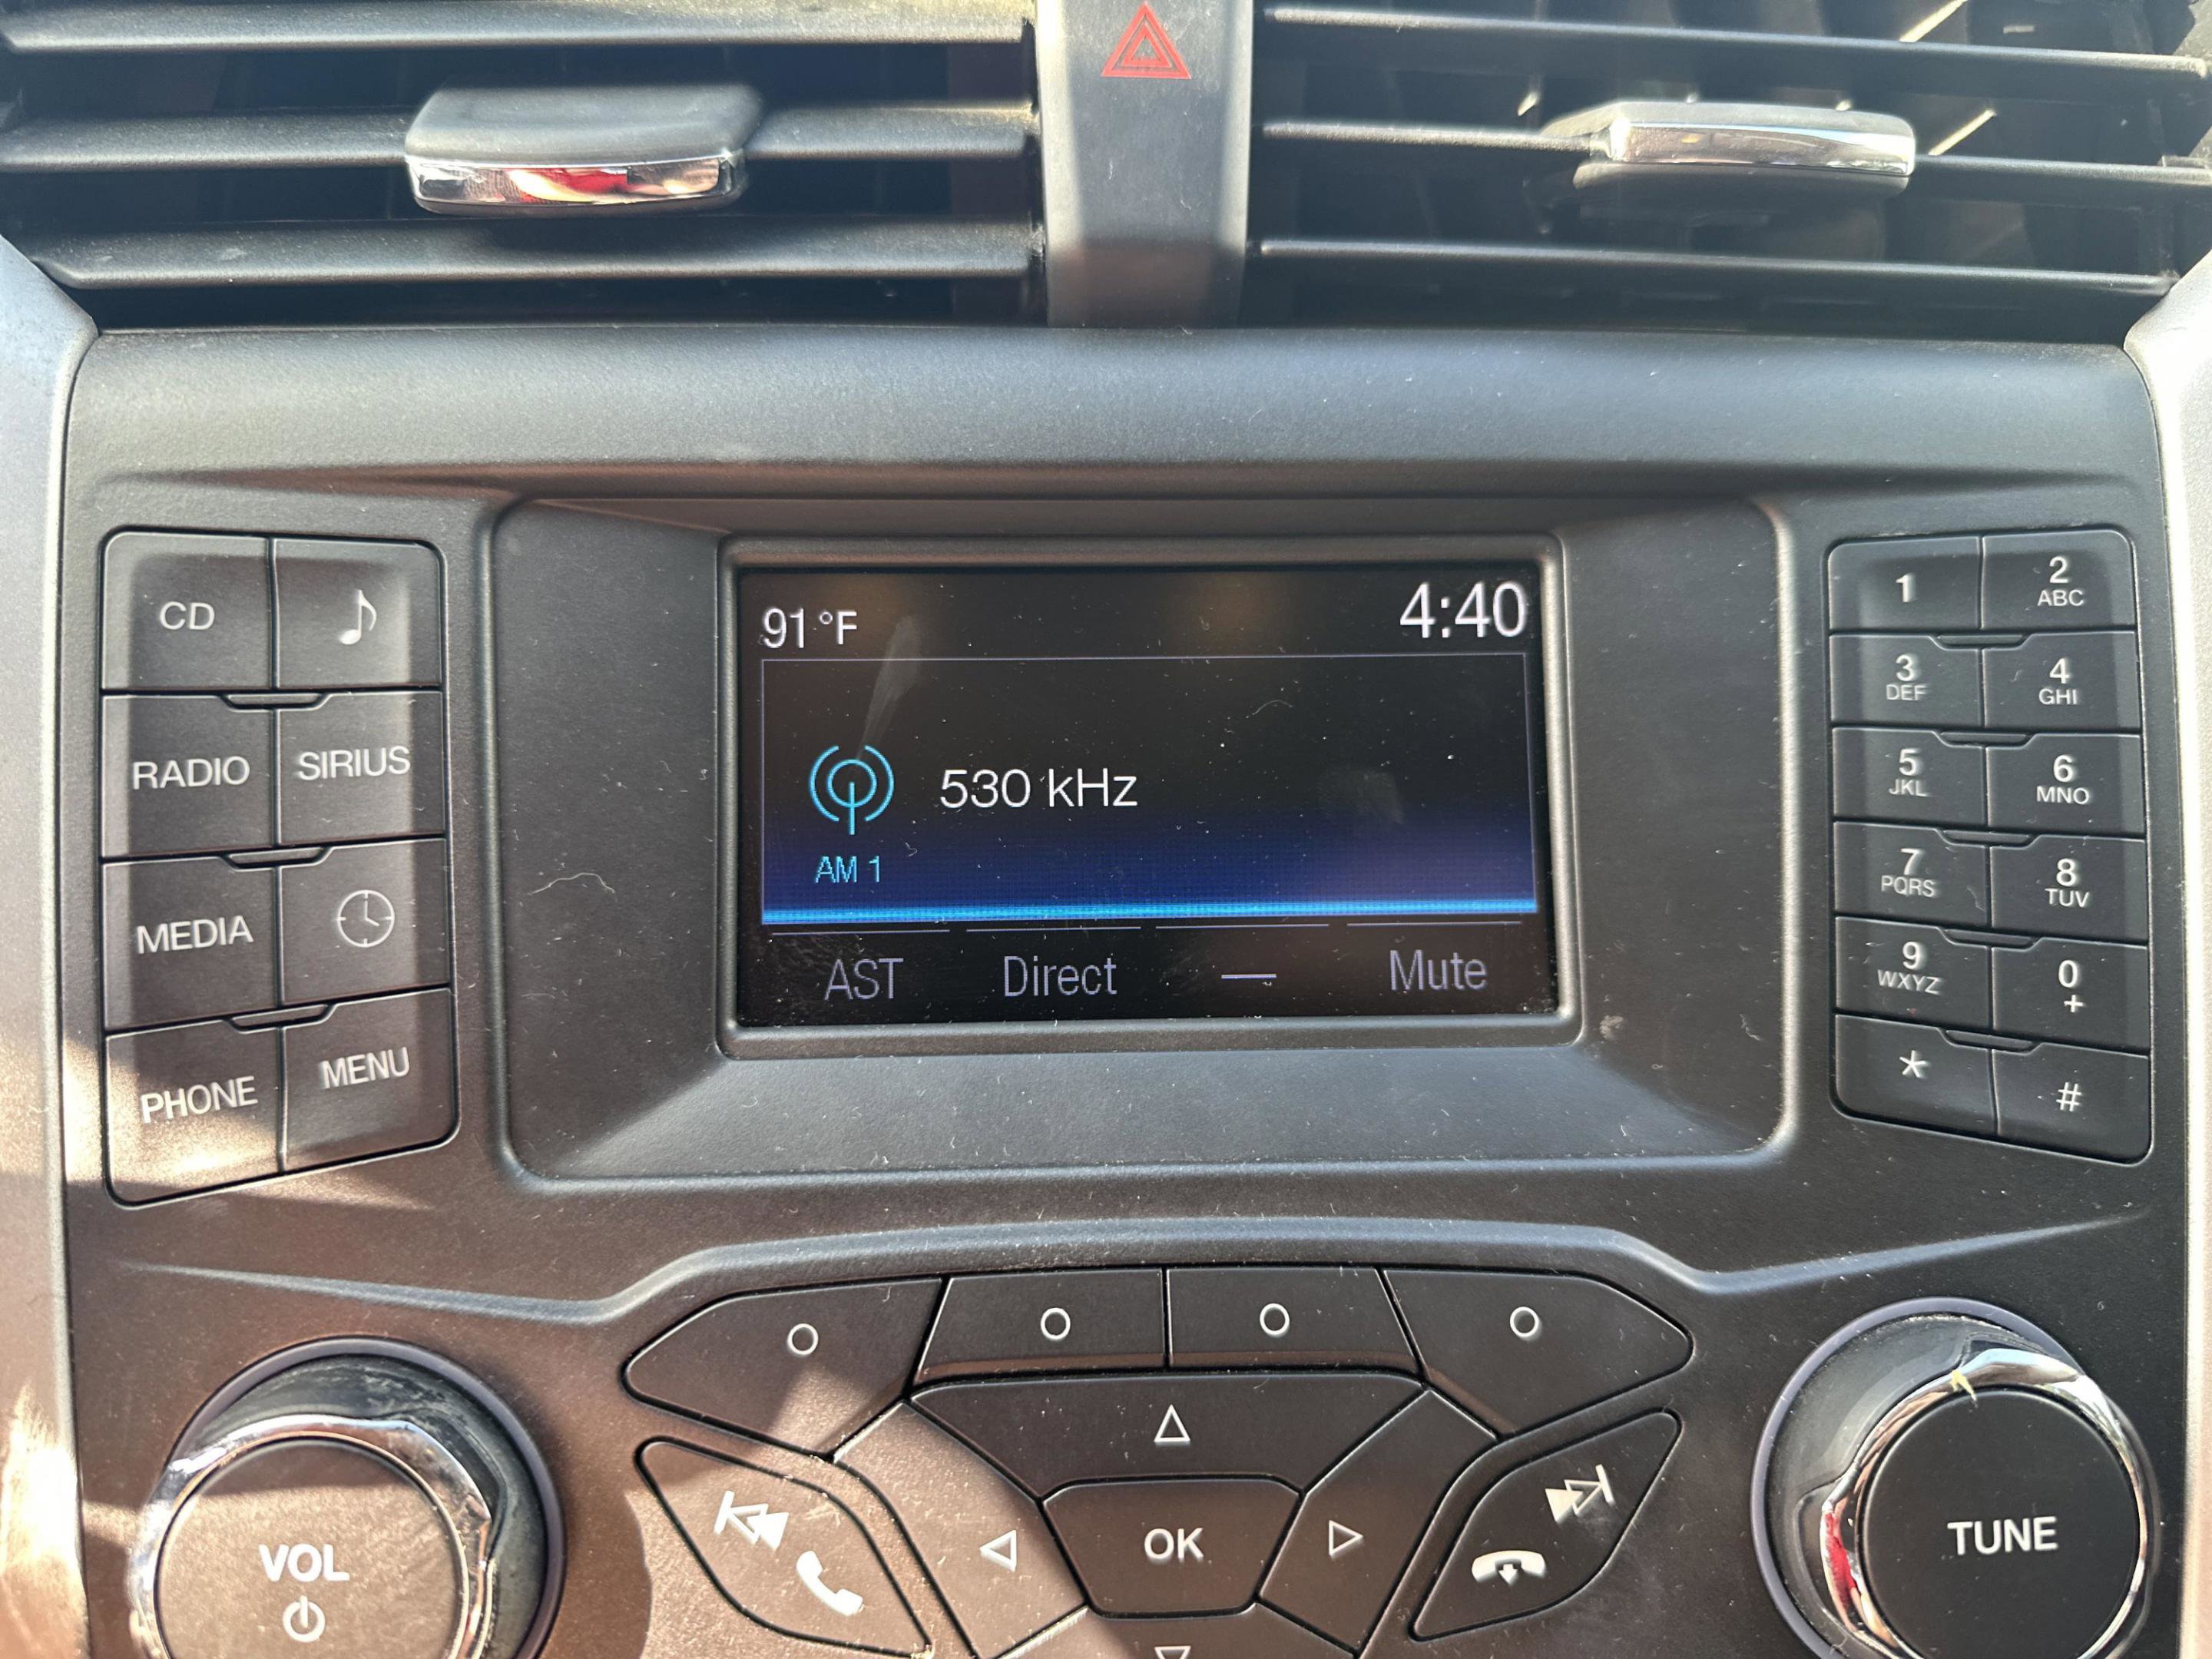 CD
RADIO SIRIUS
MEDIA
PHONE MENU
91°F 4:40
530 kHz
AM 1
AST Direct — Mute
1 2
ABC
3 4
DEF GHI
5 6
JKL MNO
7 8
PQRS TUV
9 0
WXYZ +
* #
VOL
OK
TUNE